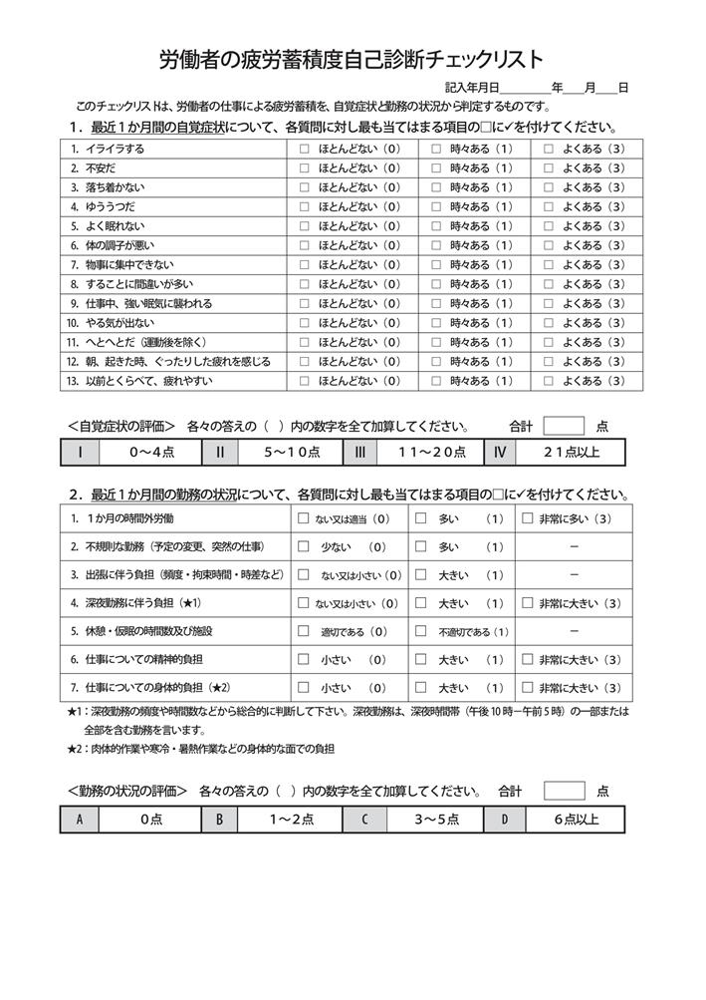 労働者の疲労蓄積度自己診断チェックリスト
記入年月日________年___月___日
このチェックリストは、労働者の仕事による疲労蓄積を、自覚症状と勤務の状況から判定するものです。
1．最近1か月間の自覚症状について、各質問に対し最も当てはまる項目の□に✓を付けてください。
1. イライラする □ ほとんどない（0） □ 時々ある（1） □ よくある（3）
2. 不安だ □ ほとんどない（0） □ 時々ある（1） □ よくある（3）
3. 落ち着かない □ ほとんどない（0） □ 時々ある（1） □ よくある（3）
4. ゆううつだ □ ほとんどない（0） □ 時々ある（1） □ よくある（3）
5. よく眠れない □ ほとんどない（0） □ 時々ある（1） □ よくある（3）
6. 体の調子が悪い □ ほとんどない（0） □ 時々ある（1） □ よくある（3）
7. 物事に集中できない □ ほとんどない（0） □ 時々ある（1） □ よくある（3）
8. することに間違いが多い □ ほとんどない（0） □ 時々ある（1） □ よくある（3）
9. 仕事中、強い眠気に襲われる □ ほとんどない（0） □ 時々ある（1） □ よくある（3）
10. やる気が出ない □ ほとんどない（0） □ 時々ある（1） □ よくある（3）
11. へとへとだ（運動後を除く） □ ほとんどない（0） □ 時々ある（1） □ よくある（3）
12. 朝、起きた時、ぐったりした疲れを感じる □ ほとんどない（0） □ 時々ある（1） □ よくある（3）
13. 以前とくらべて、疲れやすい □ ほとんどない（0） □ 時々ある（1） □ よくある（3）
＜自覚症状の評価＞ 各々の答えの（ ）内の数字を全て加算してください。 合計 点
I 0～4点 II 5～10点 III 11～20点 IV 21点以上
2．最近1か月間の勤務の状況について、各質問に対し最も当てはまる項目の□に✓を付けてください。
1. 1か月の時間外労働 □ ない又は適当（0） □ 多い （1） □ 非常に多い（3）
2. 不規則な勤務（予定の変更、突然の仕事） □ 少ない （0） □ 多い （1） −
3. 出張に伴う負担（頻度・拘束時間・時差など） □ ない又は小さい（0） □ 大きい （1） −
4. 深夜勤務に伴う負担（★1） □ ない又は小さい（0） □ 大きい （1） □ 非常に大きい（3）
5. 休憩・仮眠の時間数及び施設 □ 適切である（0） □ 不適切である（1） −
6. 仕事についての精神的負担 □ 小さい （0） □ 大きい （1） □ 非常に大きい（3）
7. 仕事についての身体的負担（★2） □ 小さい （0） □ 大きい （1） □ 非常に大きい（3）
★1：深夜勤務の頻度や時間数などから総合的に判断して下さい。深夜勤務は、深夜時間帯（午後10時－午前5時）の一部または
全部を含む勤務を言います。
★2：肉体的作業や寒冷・暑熱作業などの身体的な面での負担
＜勤務の状況の評価＞ 各々の答えの（ ）内の数字を全て加算してください。 合計 点
A 0点 B 1～2点 C 3～5点 D 6点以上